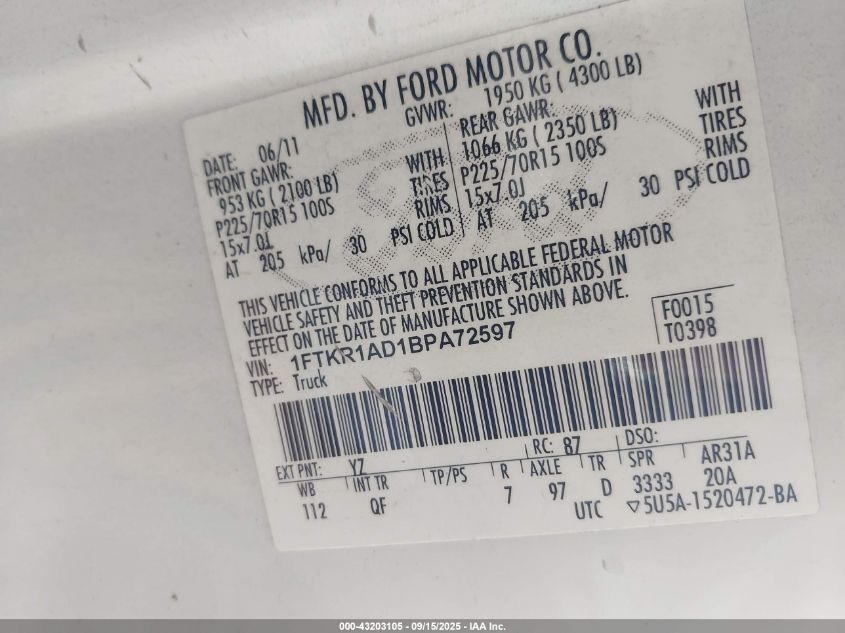 MFD. BY FORD MOTOR CO.
GVWR: 1950 KG ( 4300 LB)
DATE: 06/11
FRONT GAWR:
953 KG ( 2100 LB) WITH
P225/70R15 100S TIRES
15x7.0J RIMS
AT 205 kPa/ 30 PSI COLD
REAR GAWR:
1066 KG ( 2350 LB) WITH
P225/70R15 100S TIRES
15x7.0J RIMS
AT 205 kPa/ 30 PSI COLD
THIS VEHICLE CONFORMS TO ALL APPLICABLE FEDERAL MOTOR
VEHICLE SAFETY AND THEFT PREVENTION STANDARDS IN
EFFECT ON THE DATE OF MANUFACTURE SHOWN ABOVE.
VIN: 1FTKR1AD1BPA72597
F0015
T0398
TYPE: Truck
EXT PNT: YZ RC: 87 DSO:
WB INT TR TP/PS R AXLE TR SPR AR31A
112 QF 7 97 D 3333 20A
UTC ▽5U5A-1520472-BA
000-43203105 - 09/15/2025 - IAA Inc.